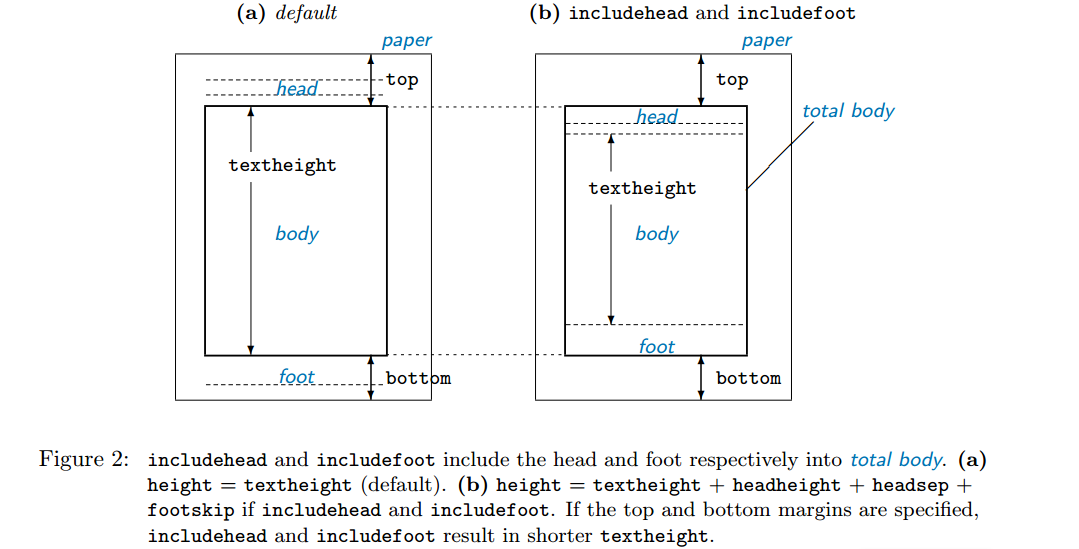 (a) default
(b) includehead and includefoot
paper
paper
top
top
head
head
total body
textheight
textheight
body
body
foot
foot
bottom
bottom
Figure 2: includehead and includefoot include the head and foot respectively into total body. (a)
height = textheight (default). (b) height = textheight + headheight + headsep +
footskip if includehead and includefoot. If the top and bottom margins are specified,
includehead and includefoot result in shorter textheight.